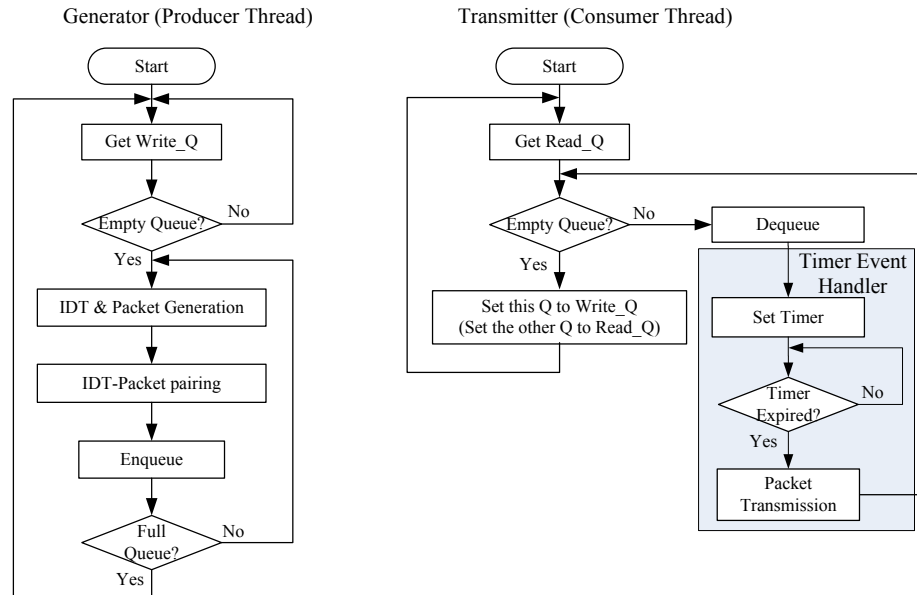 Generator (Producer Thread)
Start
Get Write_Q
Empty Queue?
No
Yes
IDT & Packet Generation
IDT-Packet pairing
Enqueue
Full
Queue?
No
Yes
Transmitter (Consumer Thread)
Start
Get Read_Q
Empty Queue?
No
Yes
Set this Q to Write_Q
(Set the other Q to Read_Q)
Dequeue
Timer Event
Handler
Set Timer
Timer
Expired?
No
Yes
Packet
Transmission